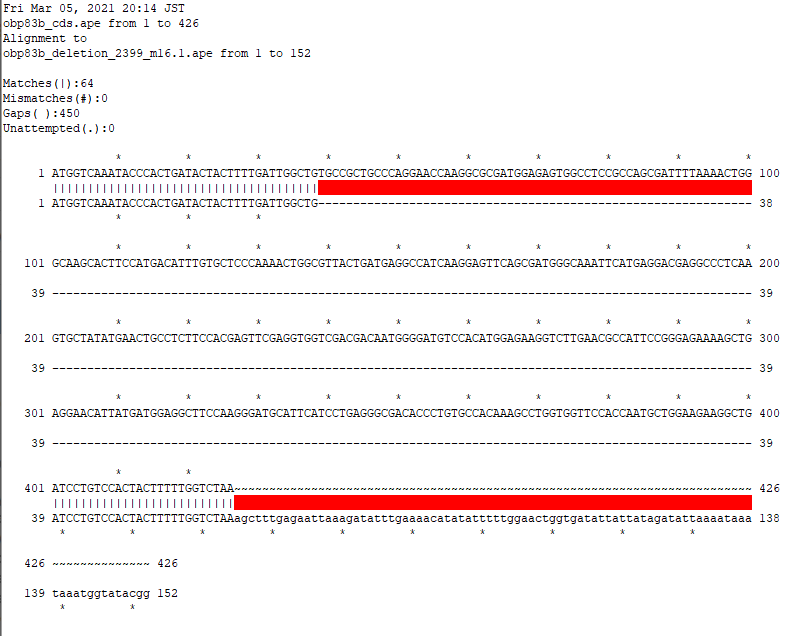 Fri Mar 05, 2021 20:14 JST
obp83b_cds.ape from 1 to 426
Alignment to
obp83b_deletion_2399_m16.1.ape from 1 to 152
Matches(|):64
Mismatches(#):0
Gaps( ):450
Unattempted(.):0
* * * * * * * * * *
1 ATGGTCAAATACCCACTGATACTACTTTTGATTGGCTGTGCCGCTGCCCAGGAACCAAGGCGCGATGGAGAGTGGCCTCCGCCAGCGATTTTAAAACTGG 100
||||||||||||||||||||||||||||||||||||||
1 ATGGTCAAATACCCACTGATACTACTTTTGATTGGCTG-------------------------------------------------------------- 38
* * *
* * * * * * * * * *
101 GCAAGCACTTCCATGACATTTGTGCTCCCAAAACTGGCGTTACTGATGAGGCCATCAAGGAGTTCAGCGATGGGCAAATTCATGAGGACGAGGCCCTCAA 200
39 ---------------------------------------------------------------------------------------------------- 39
* * * * * * * * * *
201 GTGCTATATGAACTGCCTCTTCCACGAGTTCGAGGTGGTCGACGACAATGGGGATGTCCACATGGAGAAGGTCTTGAACGCCATTCCGGGAGAAAAGCTG 300
39 ---------------------------------------------------------------------------------------------------- 39
* * * * * * * * * *
301 AGGAACATTATGATGGAGGCTTCCAAGGGATGCATTCATCCTGAGGGCGACACCCTGTGCCACAAAGCCTGGTGGTTCCACCAATGCTGGAAGAAGGCTG 400
39 ---------------------------------------------------------------------------------------------------- 39
* *
401 ATCCTGTCCACTACTTTTTGGTCTAA~~~~~~~~~~~~~~~~~~~~~~~~~~~~~~~~~~~~~~~~~~~~~~~~~~~~~~~~~~~~~~~~~~~~~~~~~~ 426
||||||||||||||||||||||||||
39 ATCCTGTCCACTACTTTTTGGTCTAAagctttgagaattaaagatatttgaaaacatatatttttggaactggtgatattattatagatattaaaataaa 138
* * * * * * * * * *
426 ~~~~~~~~~~~~~~ 426
139 taaatggtatacgg 152
* *